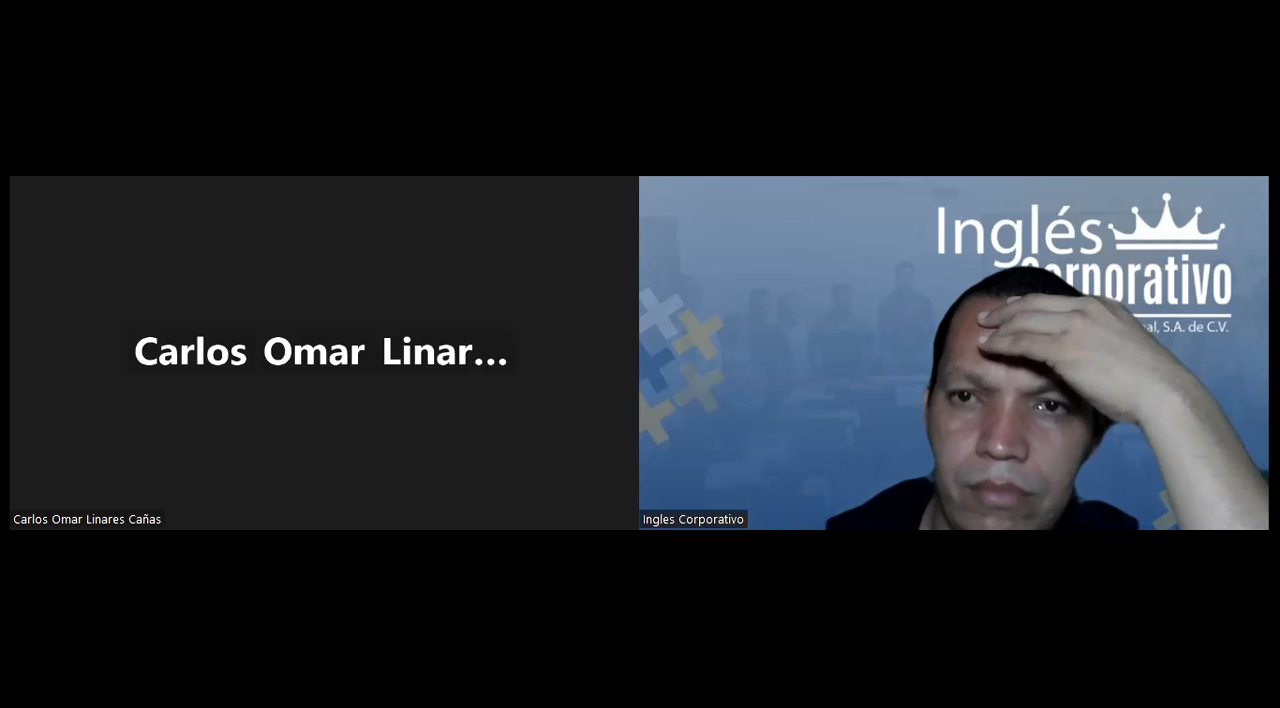 Carlos Omar Linar...
Carlos Omar Linares Cañas
Inglés
Corporativo
S.A. de C.V.
Ingles Corporativo